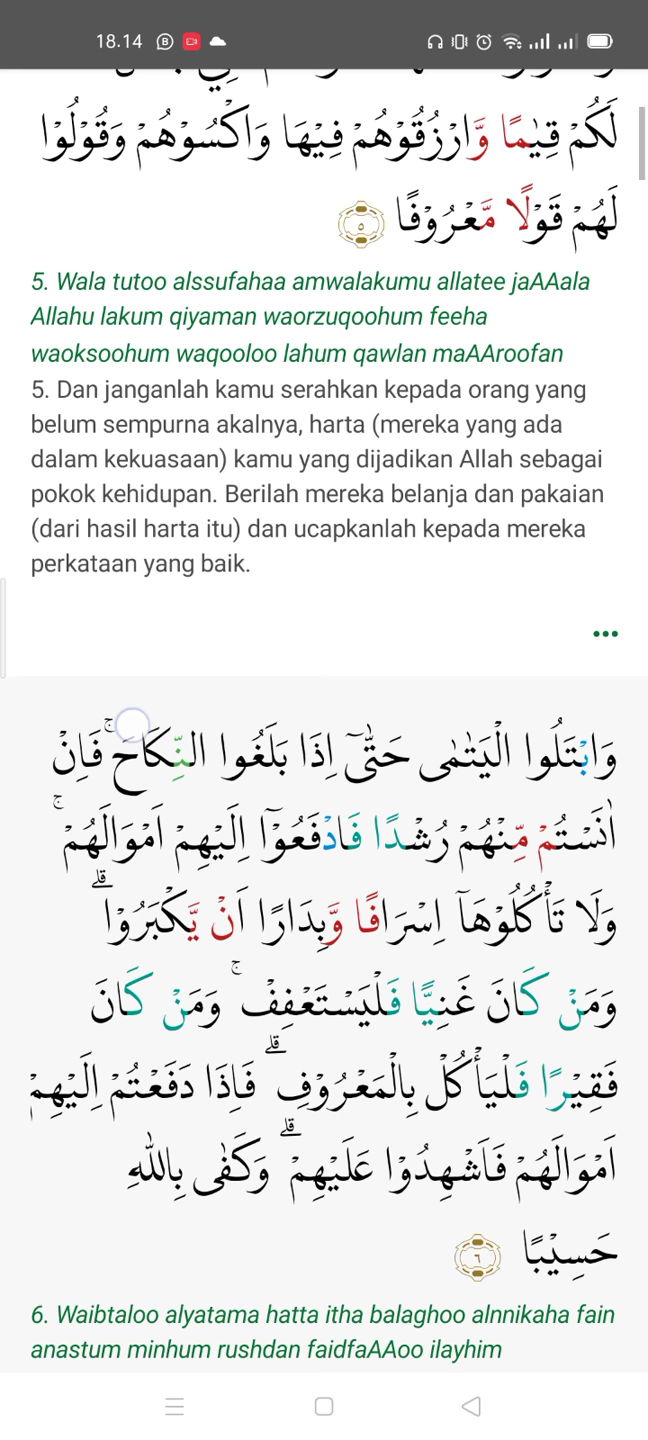 18.14
لَكُمْ قِيٰمًا وَّارْزُقُوْهُمْ فِيْهَا وَاكْسُوْهُمْ وَقُوْلُوْا
لَهُمْ قَوْلًا مَّعْرُوْفًا ٥
5. Wala tutoo alssufahaa amwalakumu allatee jaAAala
Allahu lakum qiyaman waorzuqoohum feeha
waoksoohum waqooloo lahum qawlan maAAroofan
5. Dan janganlah kamu serahkan kepada orang yang
belum sempurna akalnya, harta (mereka yang ada
dalam kekuasaan) kamu yang dijadikan Allah sebagai
pokok kehidupan. Berilah mereka belanja dan pakaian
(dari hasil harta itu) dan ucapkanlah kepada mereka
perkataan yang baik.
وَابْتَلُوا الْيَتٰمٰى حَتّٰىٓ اِذَا بَلَغُوا النِّكَاحَۚ فَاِنْ
اٰنَسْتُمْ مِّنْهُمْ رُشْدًا فَادْفَعُوْٓا اِلَيْهِمْ اَمْوَالَهُمْۚ
وَلَا تَأْكُلُوْهَآ اِسْرَافًا وَّبِدَارًا اَنْ يَّكْبَرُوْاۗ
وَمَنْ كَانَ غَنِيًّا فَلْيَسْتَعْفِفْۚ وَمَنْ كَانَ
فَقِيْرًا فَلْيَأْكُلْ بِالْمَعْرُوْفِۗ فَاِذَا دَفَعْتُمْ اِلَيْهِمْ
اَمْوَالَهُمْ فَاَشْهِدُوْا عَلَيْهِمْۗ وَكَفٰى بِاللّٰهِ
حَسِيْبًا ٦
6. Waibtaloo alyatama hatta itha balaghoo alnnikaha fain
anastum minhum rushdan faidfaAAoo ilayhim